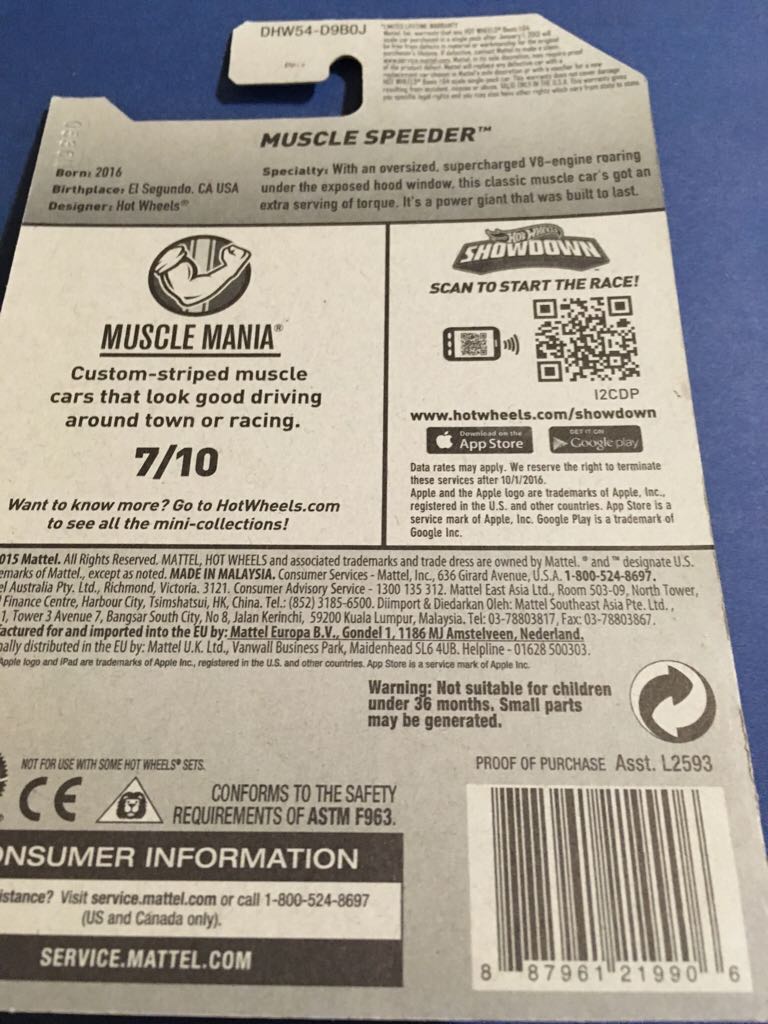 DHW54-D9B0J
MUSCLE SPEEDER™
Born: 2016
Birthplace: El Segundo, CA USA
Designer: Hot Wheels®
Specialty: With an oversized, supercharged V8-engine roaring
under the exposed hood window, this classic muscle car's got an
extra serving of torque. It's a power giant that was built to last.
MUSCLE MANIA®
Custom-striped muscle
cars that look good driving
around town or racing.
7/10
Want to know more? Go to HotWheels.com
to see all the mini-collections!
HOT WHEELS
SHOWDOWN
SCAN TO START THE RACE!
I2CDP
www.hotwheels.com/showdown
Download on the
App Store
GET IT ON
Google play
Data rates may apply. We reserve the right to terminate
these services after 10/1/2016.
Apple and the Apple logo are trademarks of Apple, Inc.,
registered in the U.S. and other countries. App Store is a
service mark of Apple, Inc. Google Play is a trademark of
Google Inc.
015 Mattel. All Rights Reserved. MATTEL, HOT WHEELS and associated trademarks and trade dress are owned by Mattel. ® and ™ designate U.S.
emarks of Mattel, except as noted. MADE IN MALAYSIA. Consumer Services - Mattel, Inc., 636 Girard Avenue, U.S.A. 1-800-524-8697.
el Australia Pty. Ltd., Richmond, Victoria. 3121. Consumer Advisory Service - 1300 135 312. Mattel East Asia Ltd., Room 503-09, North Tower,
Finance Centre, Harbour City, Tsimshatsui, HK, China. Tel.: (852) 3185-6500. Diimport & Diedarkan Oleh: Mattel Southeast Asia Pte. Ltd.,
1, Tower 3 Avenue 7, Bangsar South City, No 8, Jalan Kerinchi, 59200 Kuala Lumpur, Malaysia. Tel: 03-78803817, Fax: 03-78803867.
factured for and imported into the EU by: Mattel Europa B.V., Gondel 1, 1186 MJ Amstelveen, Nederland.
nally distributed in the EU by: Mattel U.K. Ltd., Vanwall Business Park, Maidenhead SL6 4UB. Helpline - 01628 500303.
Apple logo and iPad are trademarks of Apple Inc., registered in the U.S. and other countries. App Store is a service mark of Apple Inc.
Warning: Not suitable for children
under 36 months. Small parts
may be generated.
NOT FOR USE WITH SOME HOT WHEELS® SETS.
CE
CONFORMS TO THE SAFETY
REQUIREMENTS OF ASTM F963.
PROOF OF PURCHASE Asst. L2593
ONSUMER INFORMATION
istance? Visit service.mattel.com or call 1-800-524-8697
(US and Canada only).
SERVICE.MATTEL.COM
8 87961 21990 6